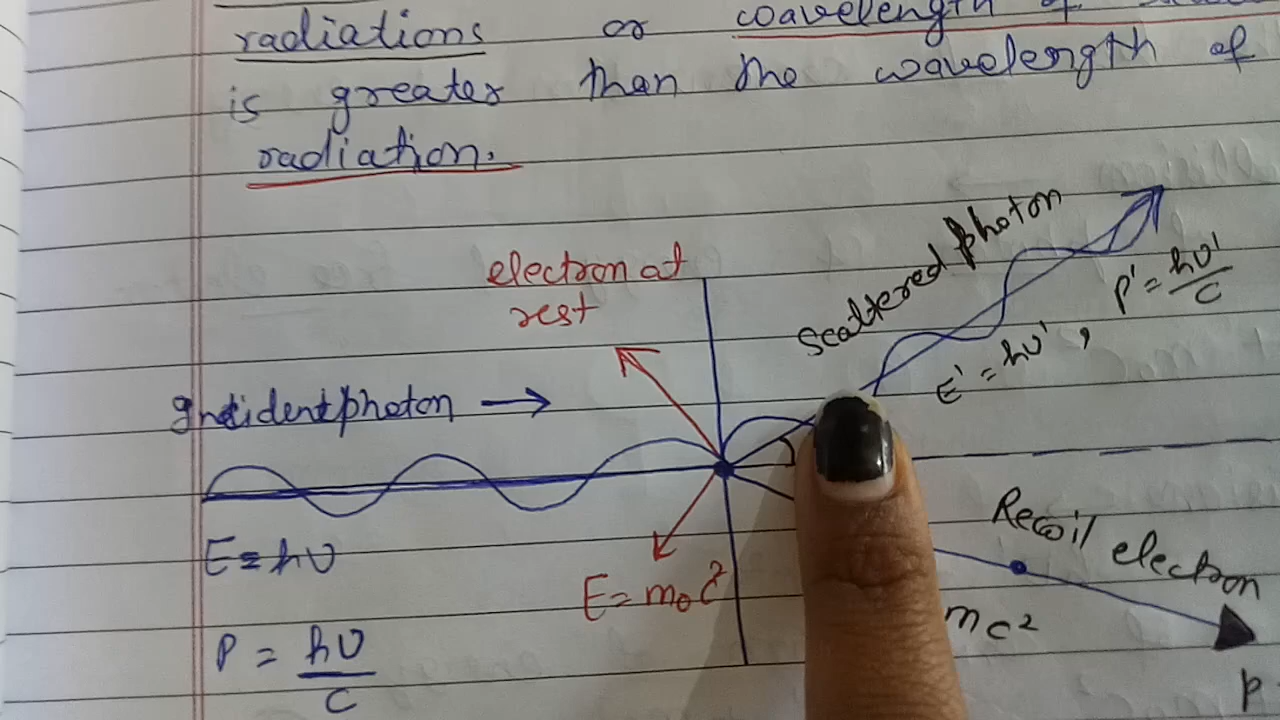 radiations or wavelength of
is greater than the wavelength of
radiation.
electron at
rest
Incident photon →
E = hυ
P = hυ/c
E = m₀c²
Scattered photon
E' = hυ', P' = hυ'/c
Recoil electron
mc²
P